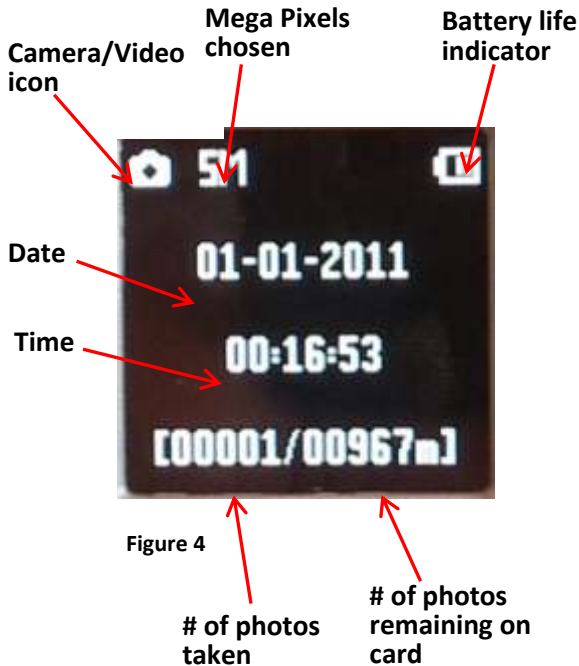 Mega Pixels
chosen
Battery life
indicator
Camera/Video
icon
5M
Date
01-01-2011
Time
00:16:53
[00001/00967m]
Figure 4
# of photos
taken
# of photos
remaining on
card